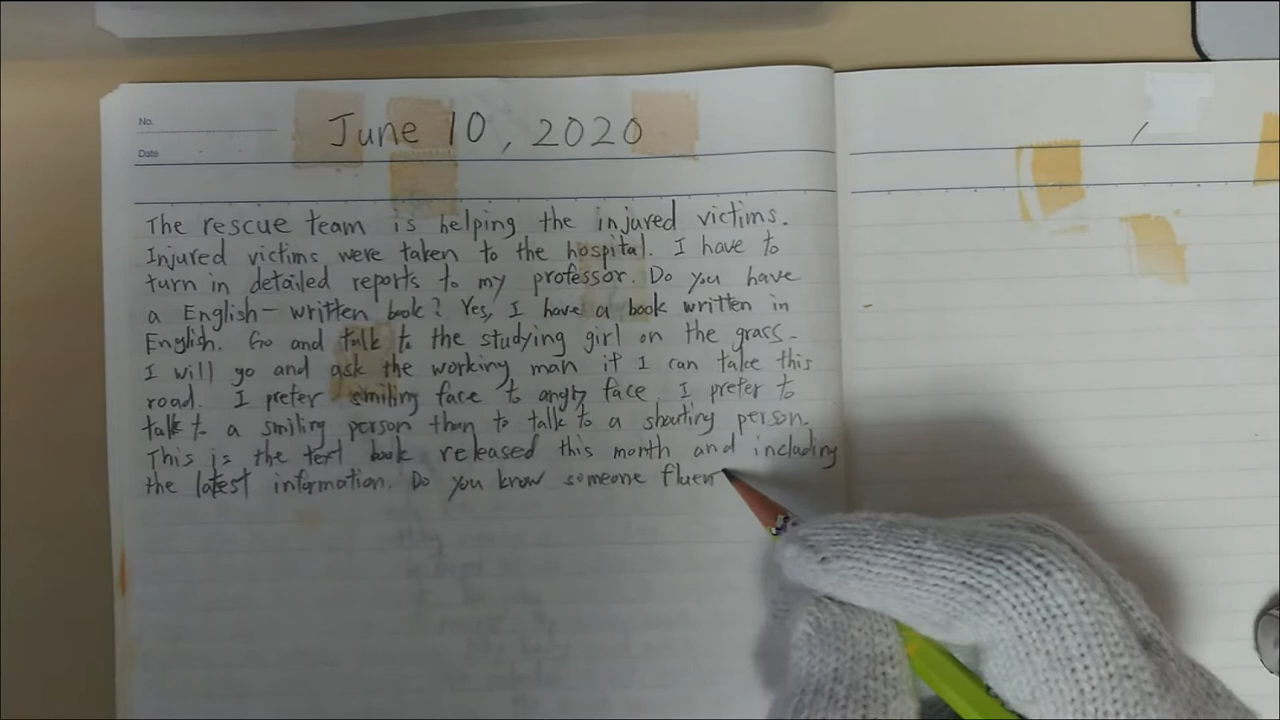 No.
Date
June 10, 2020
The rescue team is helping the injured victims.
Injured victims were taken to the hospital. I have to
turn in detailed reports to my professor. Do you have
a English-written book? Yes, I have a book written in
English. Go and talk to the studying girl on the grass.
I will go and ask the working man if I can take this
road. I prefer smiling face to angry face. I prefer to
talk to a smiling person than to talk to a shouting person.
This is the text book released this month and including
the latest information. Do you know someone fluen